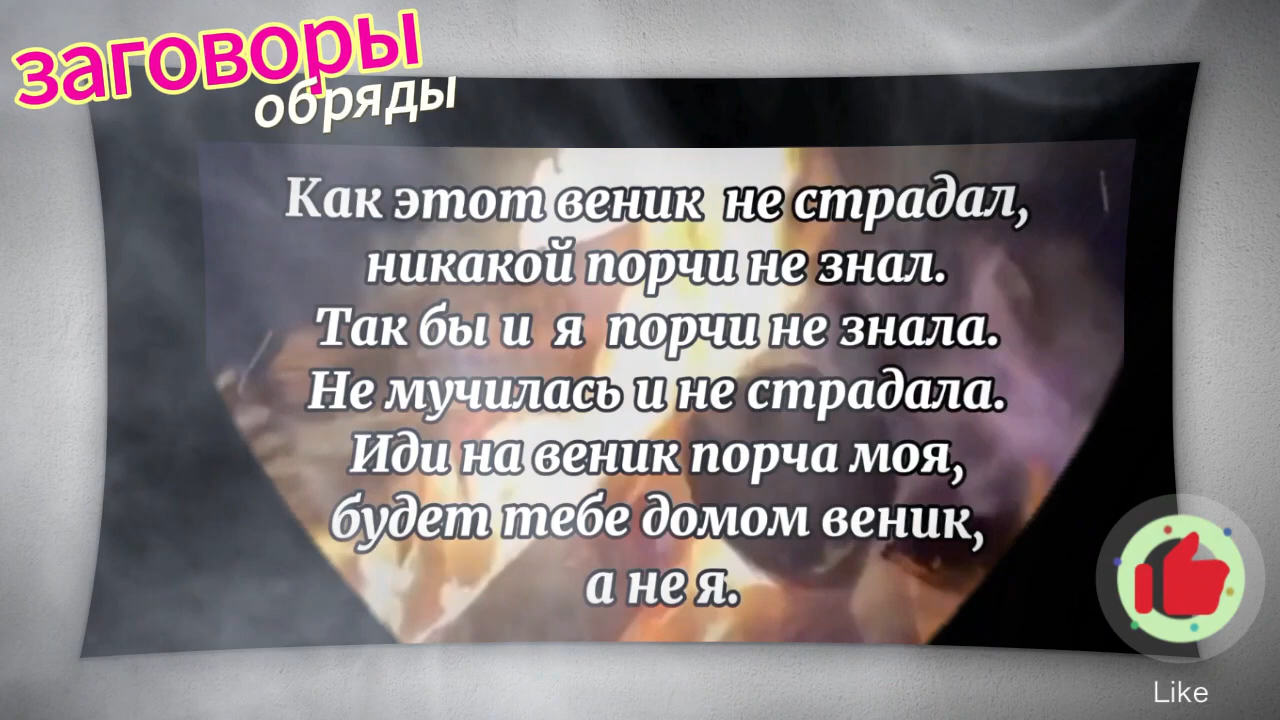 заговоры
обряды
Как этот веник не страдал,
никакой порчи не знал.
Так бы и я порчи не знала.
Не мучилась и не страдала.
Иди на веник порча моя,
будет тебе домом веник,
а не я.
Like